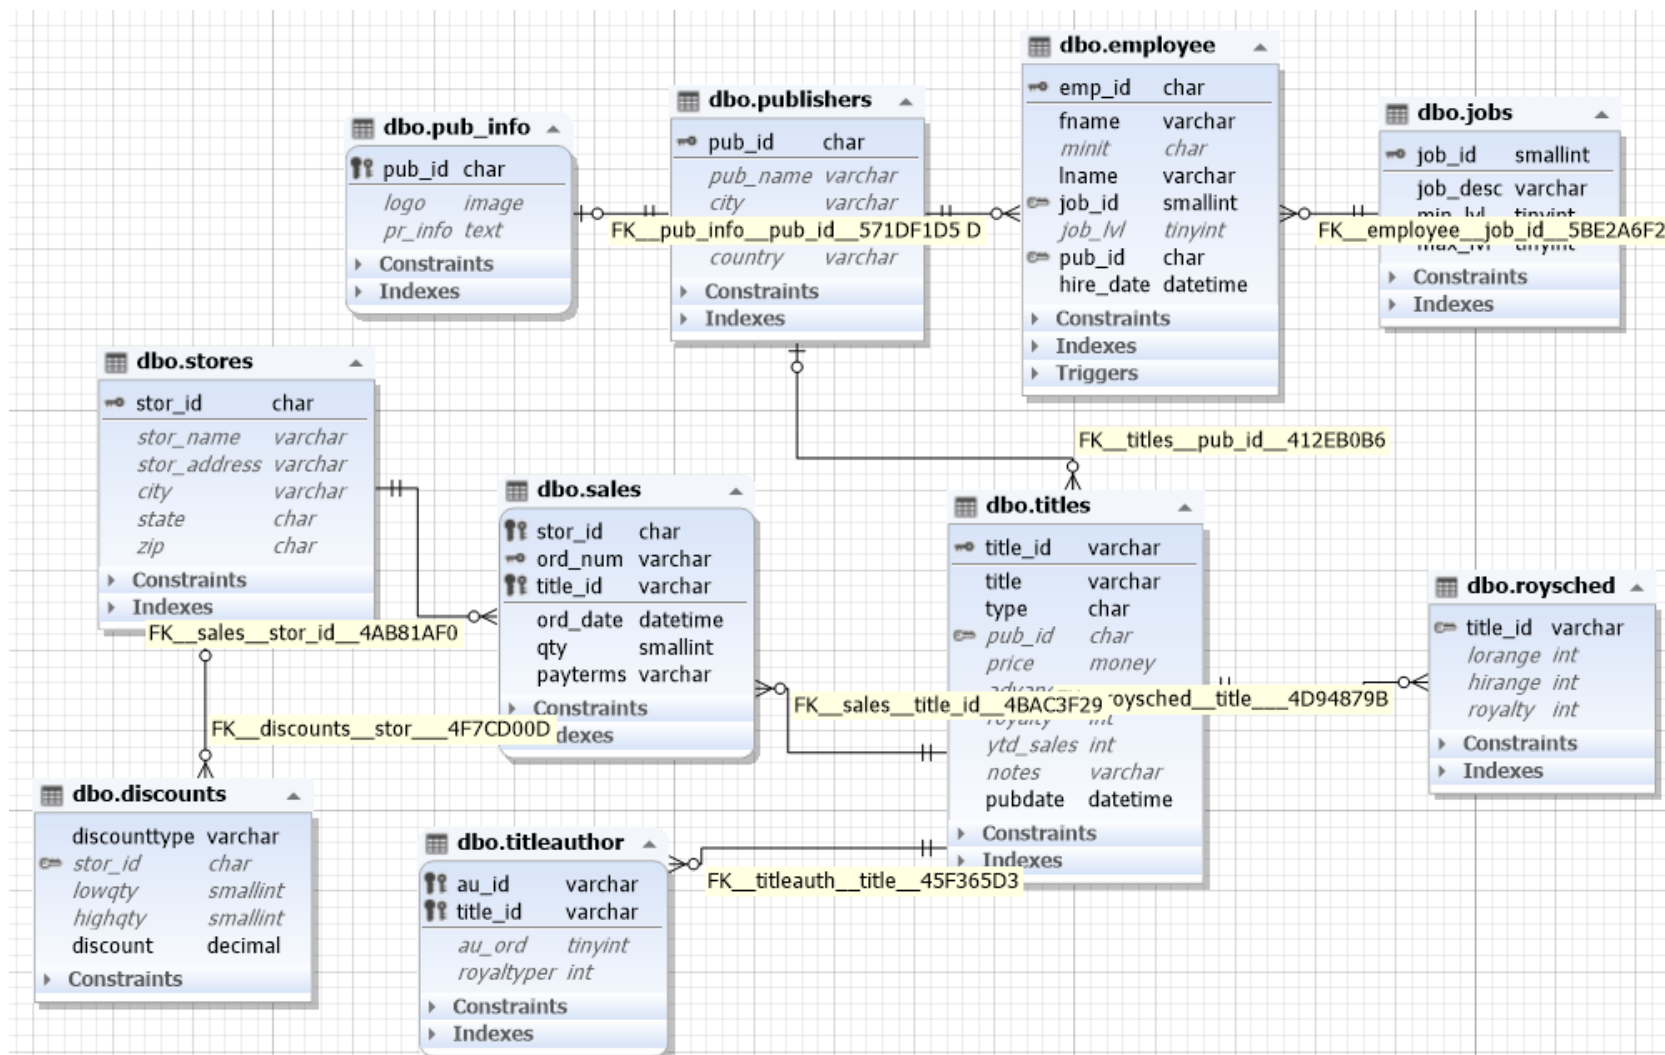 dbo.employee
emp_id char
fname varchar
minit char
lname varchar
job_id smallint
job_lvl tinyint
pub_id char
hire_date datetime
Constraints
Indexes
Triggers
dbo.publishers
pub_id char
pub_name varchar
city varchar
country varchar
Constraints
Indexes
dbo.jobs
job_id smallint
job_desc varchar
min_lvl tinyint
max_lvl tinyint
Constraints
Indexes
dbo.pub_info
pub_id char
logo image
pr_info text
Constraints
Indexes
FK__pub_info__pub_id__571DF1D5 D
FK__employee__job_id__5BE2A6F2
dbo.stores
stor_id char
stor_name varchar
stor_address varchar
city varchar
state char
zip char
Constraints
Indexes
FK__sales__stor_id__4AB81AF0
FK__titles__pub_id__412EB0B6
dbo.sales
stor_id char
ord_num varchar
title_id varchar
ord_date datetime
qty smallint
payterms varchar
Constraints
dexes
dbo.titles
title_id varchar
title varchar
type char
pub_id char
price money
royalty int
ytd_sales int
notes varchar
pubdate datetime
Constraints
Indexes
dbo.roysched
title_id varchar
lorange int
hirange int
royalty int
Constraints
Indexes
FK__sales__title_id__4BAC3F29
roysched__title___4D94879B
FK__discounts__stor___4F7CD00D
dbo.discounts
discounttype varchar
stor_id char
lowqty smallint
highqty smallint
discount decimal
Constraints
dbo.titleauthor
au_id varchar
title_id varchar
au_ord tinyint
royaltyper int
Constraints
Indexes
FK__titleauth__title__45F365D3